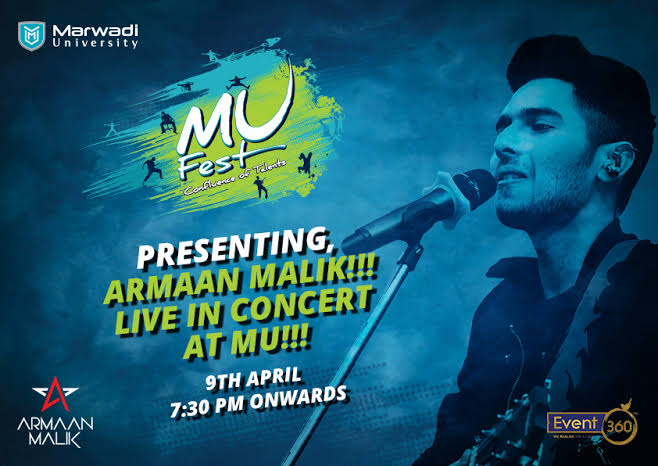 Marwadi
University
MU
Fest
Confluence of Talents
PRESENTING,
ARMAAN MALIK!!!
LIVE IN CONCERT
AT MU!!!
9TH APRIL
7:30 PM ONWARDS
ARMAAN
MALIK
Event 360